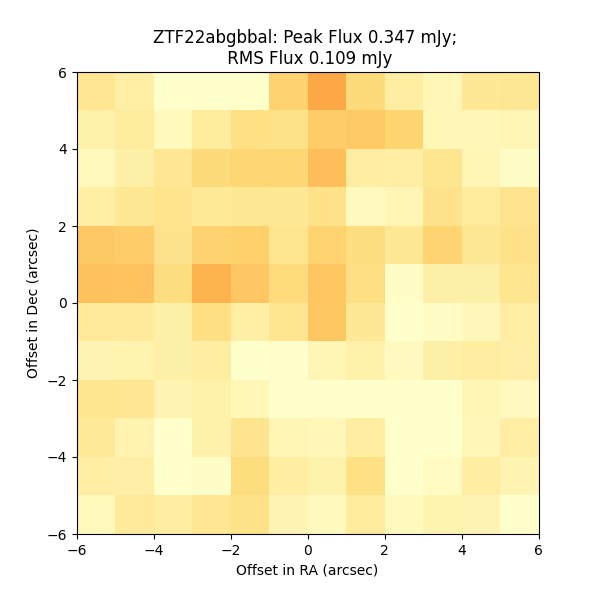 ZTF22abgbbal: Peak Flux 0.347 mJy;
RMS Flux 0.109 mJy
6
4
2
0
−2
−4
−6
Offset in Dec (arcsec)
−6 −4 −2 0 2 4 6
Offset in RA (arcsec)